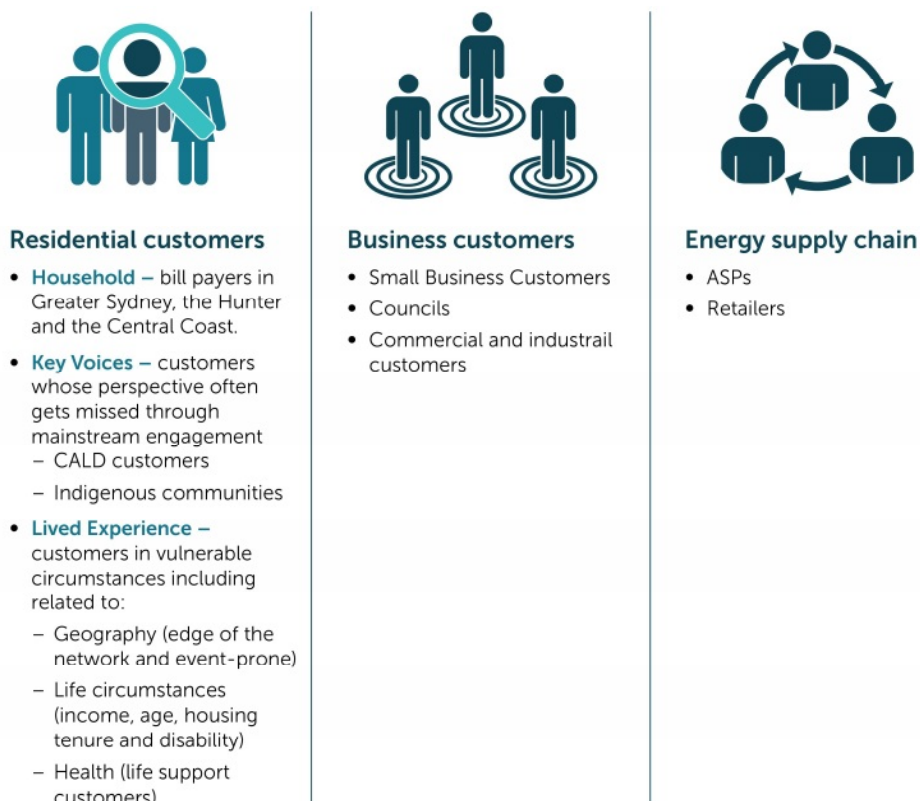 Residential customers
• Household – bill payers in
Greater Sydney, the Hunter
and the Central Coast.
• Key Voices – customers
whose perspective often
gets missed through
mainstream engagement
– CALD customers
– Indigenous communities
• Lived Experience –
customers in vulnerable
circumstances including
related to:
– Geography (edge of the
network and event-prone)
– Life circumstances
(income, age, housing
tenure and disability)
– Health (life support
customers)
Business customers
• Small Business Customers
• Councils
• Commercial and industrail
customers
Energy supply chain
• ASPs
• Retailers